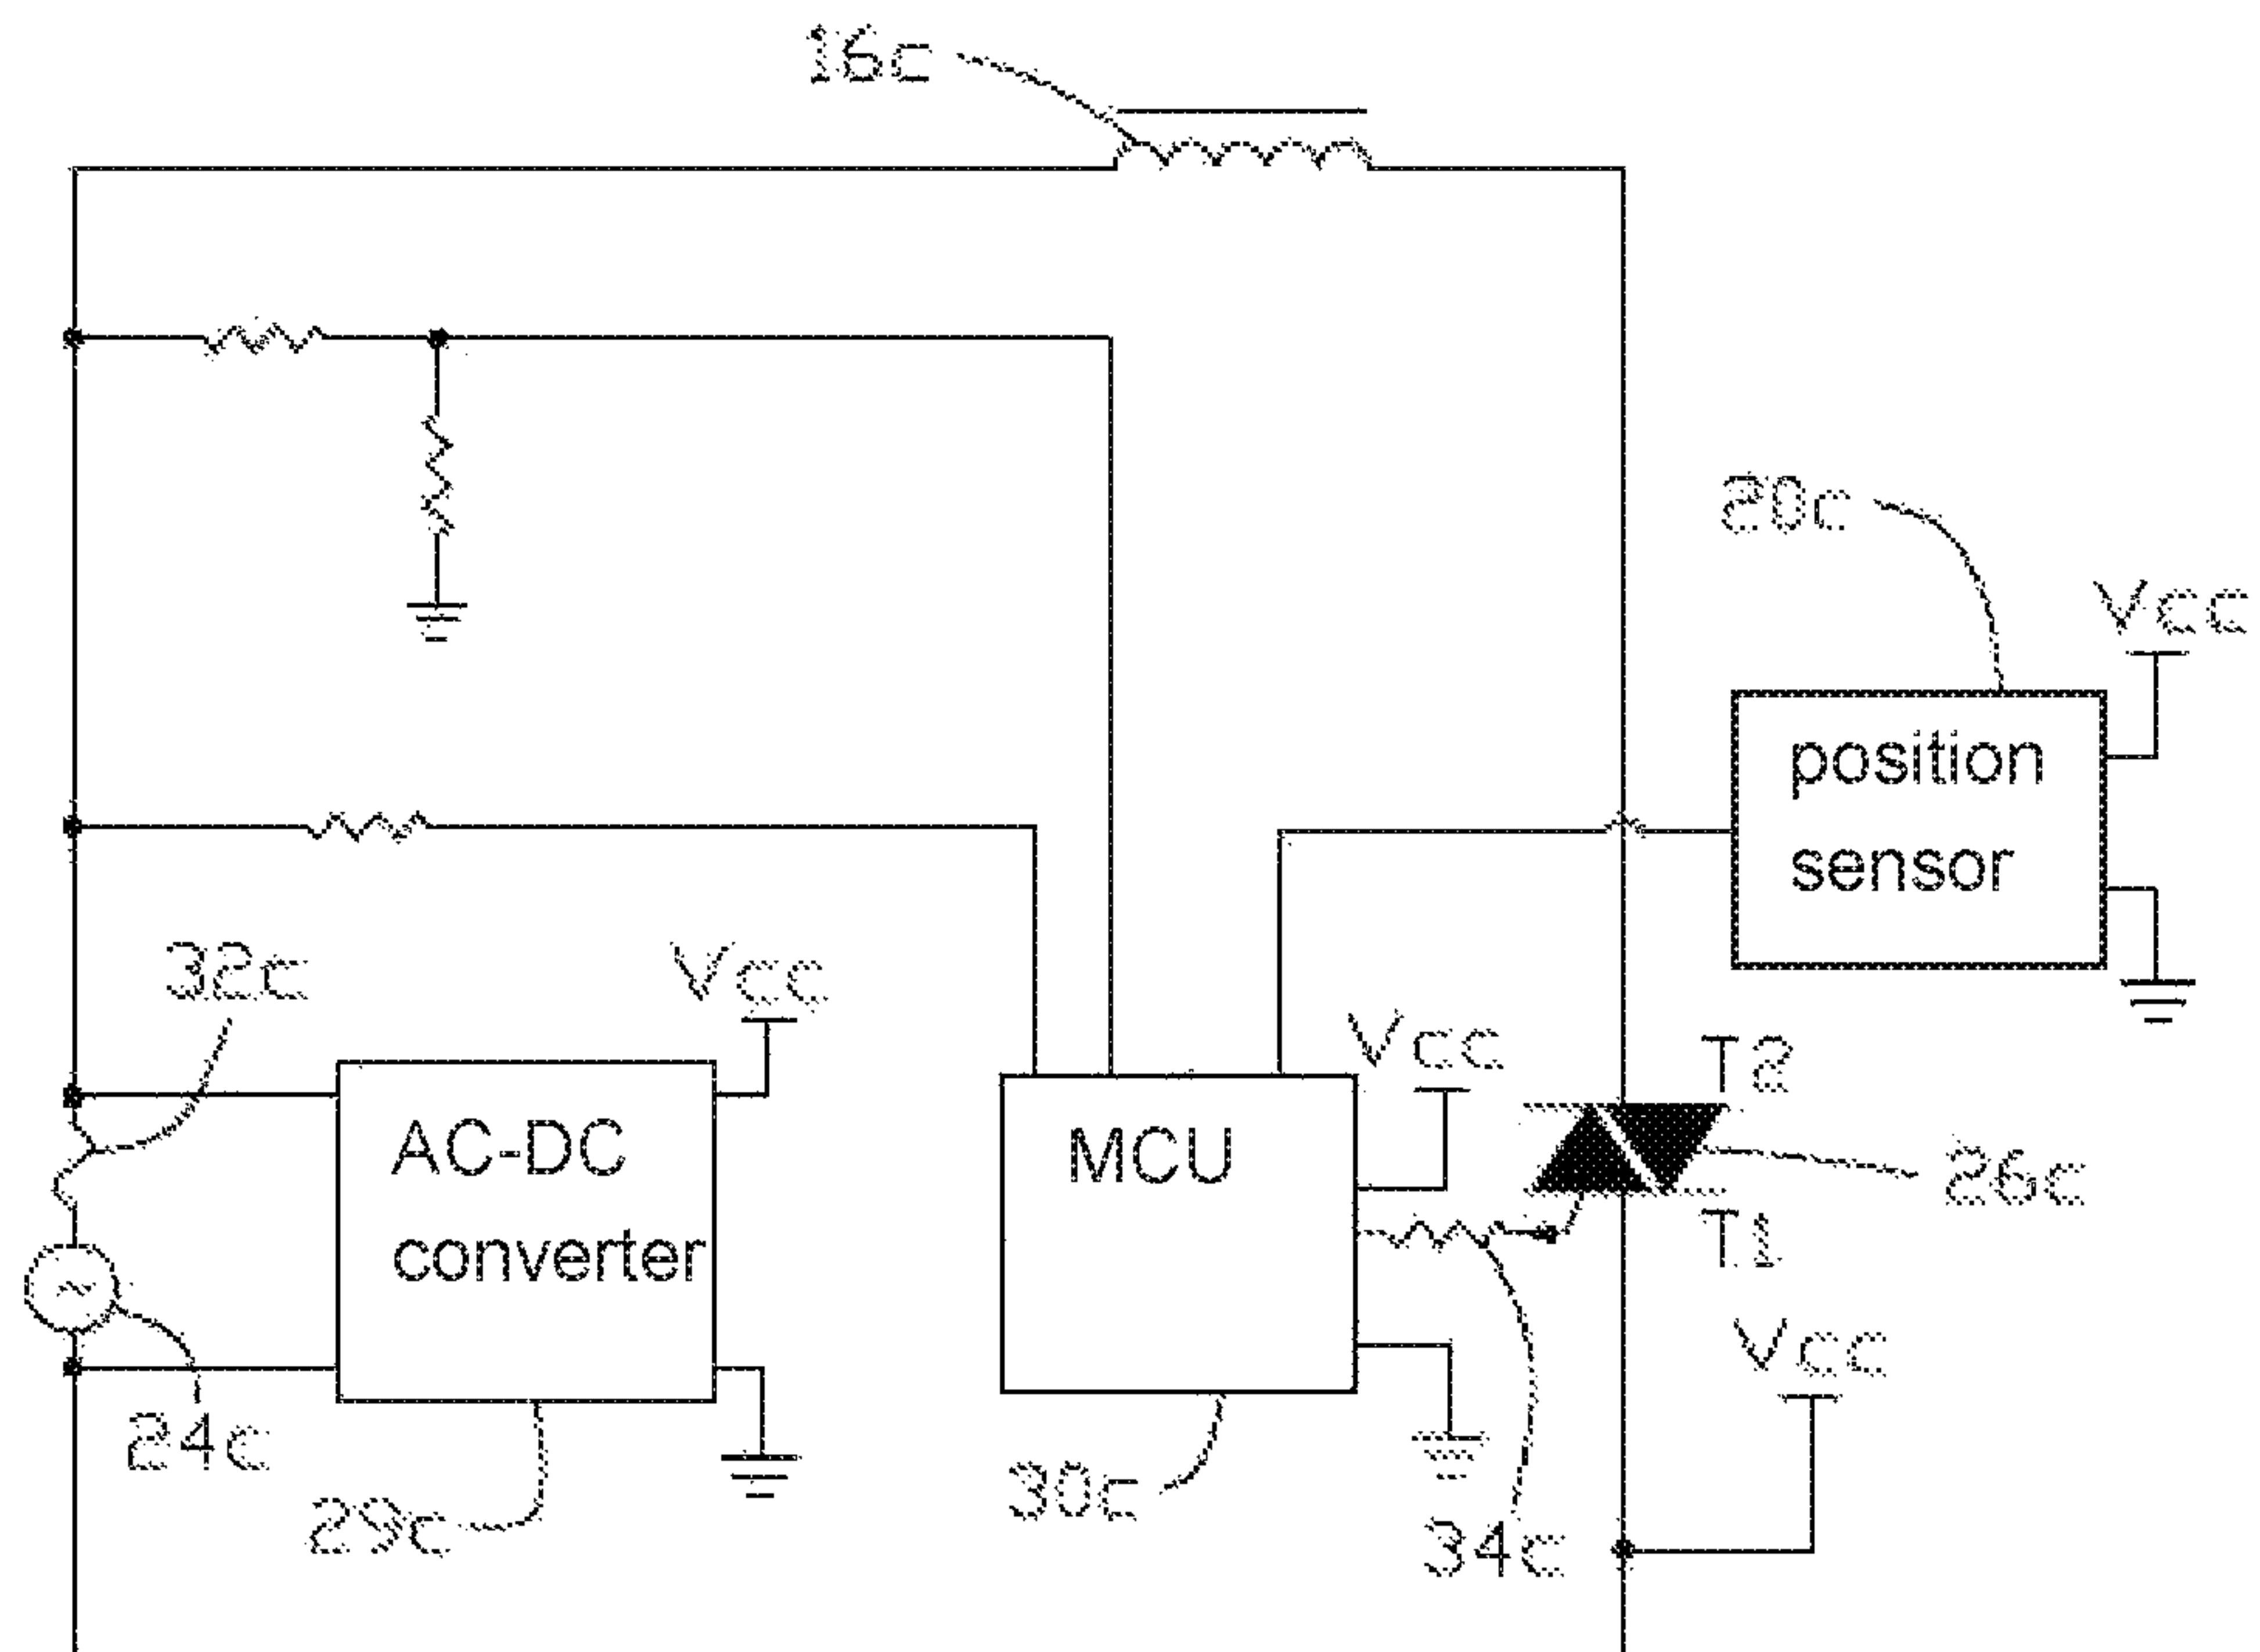 16c
20c
Vcc
position
sensor
32c
Vcc
Vcc
T2
AC-DC
converter
MCU
26c
T1
~
Vcc
24c
29c
30c
34c